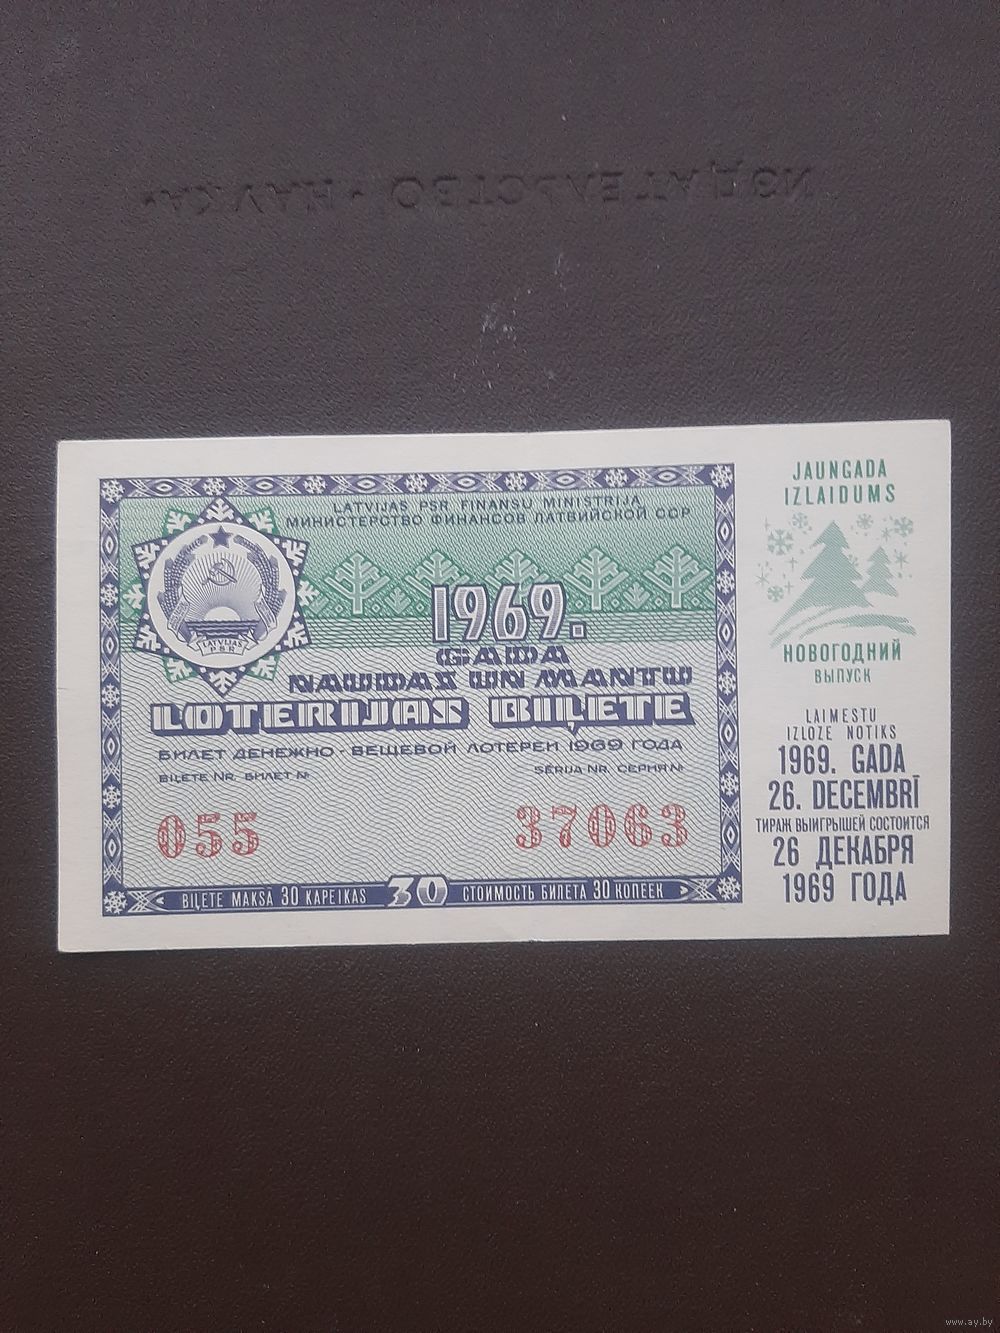 ИЗДАТЕЛЬСТВО · НАУКА ·
LATVIJAS PSR FINANSU MINISTRIJA
МИНИСТЕРСТВО ФИНАНСОВ ЛАТВИЙСКОЙ ССР
LATVIJAS
PSR
1969.
GADA
NAUDAS UN MANTU
LOTERIJAS BIĻETE
БИЛЕТ ДЕНЕЖНО-ВЕЩЕВОЙ ЛОТЕРЕИ 1969 ГОДА
BIĻETE NR. БИЛЕТ № SĒRIJA NR. СЕРИЯ №
055 37063
BIĻETE MAKSĀ 30 KAPEIKAS 30 СТОИМОСТЬ БИЛЕТА 30 КОПЕЕК
JAUNGADA
IZLAIDUMS
НОВОГОДНИЙ
ВЫПУСК
LAIMESTU
IZLOZE NOTIKS
1969. GADA
26. DECEMBRĪ
ТИРАЖ ВЫИГРЫШЕЙ СОСТОИТСЯ
26 ДЕКАБРЯ
1969 ГОДА
www.ay.by